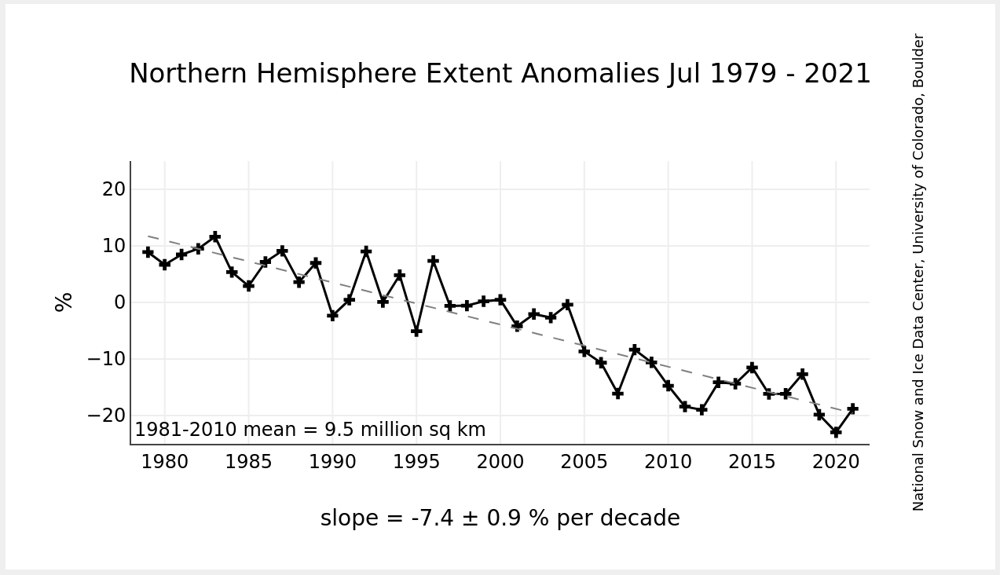 Northern Hemisphere Extent Anomalies Jul 1979 - 2021
%
20
10
0
−10
−20
1981-2010 mean = 9.5 million sq km
1980 1985 1990 1995 2000 2005 2010 2015 2020
slope = -7.4 ± 0.9 % per decade
National Snow and Ice Data Center, University of Colorado, Boulder